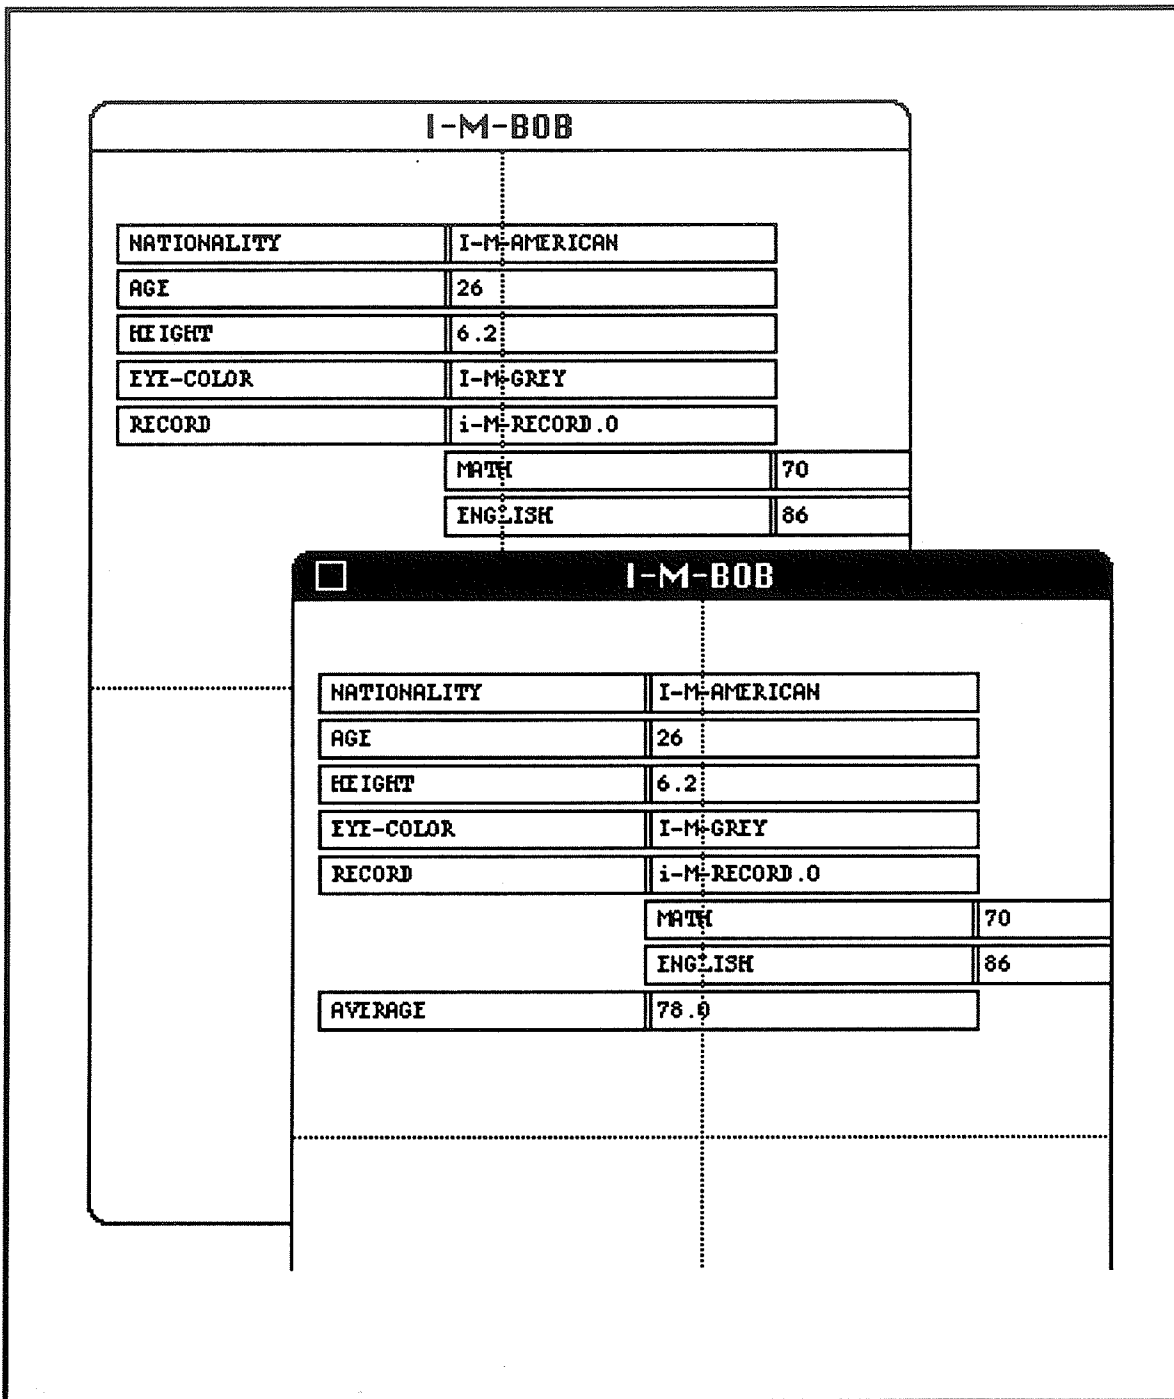 I-M-BOB
NATIONALITY I-M-AMERICAN
AGE 26
HEIGHT 6.2
EYE-COLOR I-M-GREY
RECORD i-M-RECORD.0
MATH 70
ENGLISH 86
I-M-BOB
NATIONALITY I-M-AMERICAN
AGE 26
HEIGHT 6.2
EYE-COLOR I-M-GREY
RECORD i-M-RECORD.0
MATH 70
ENGLISH 86
AVERAGE 78.0